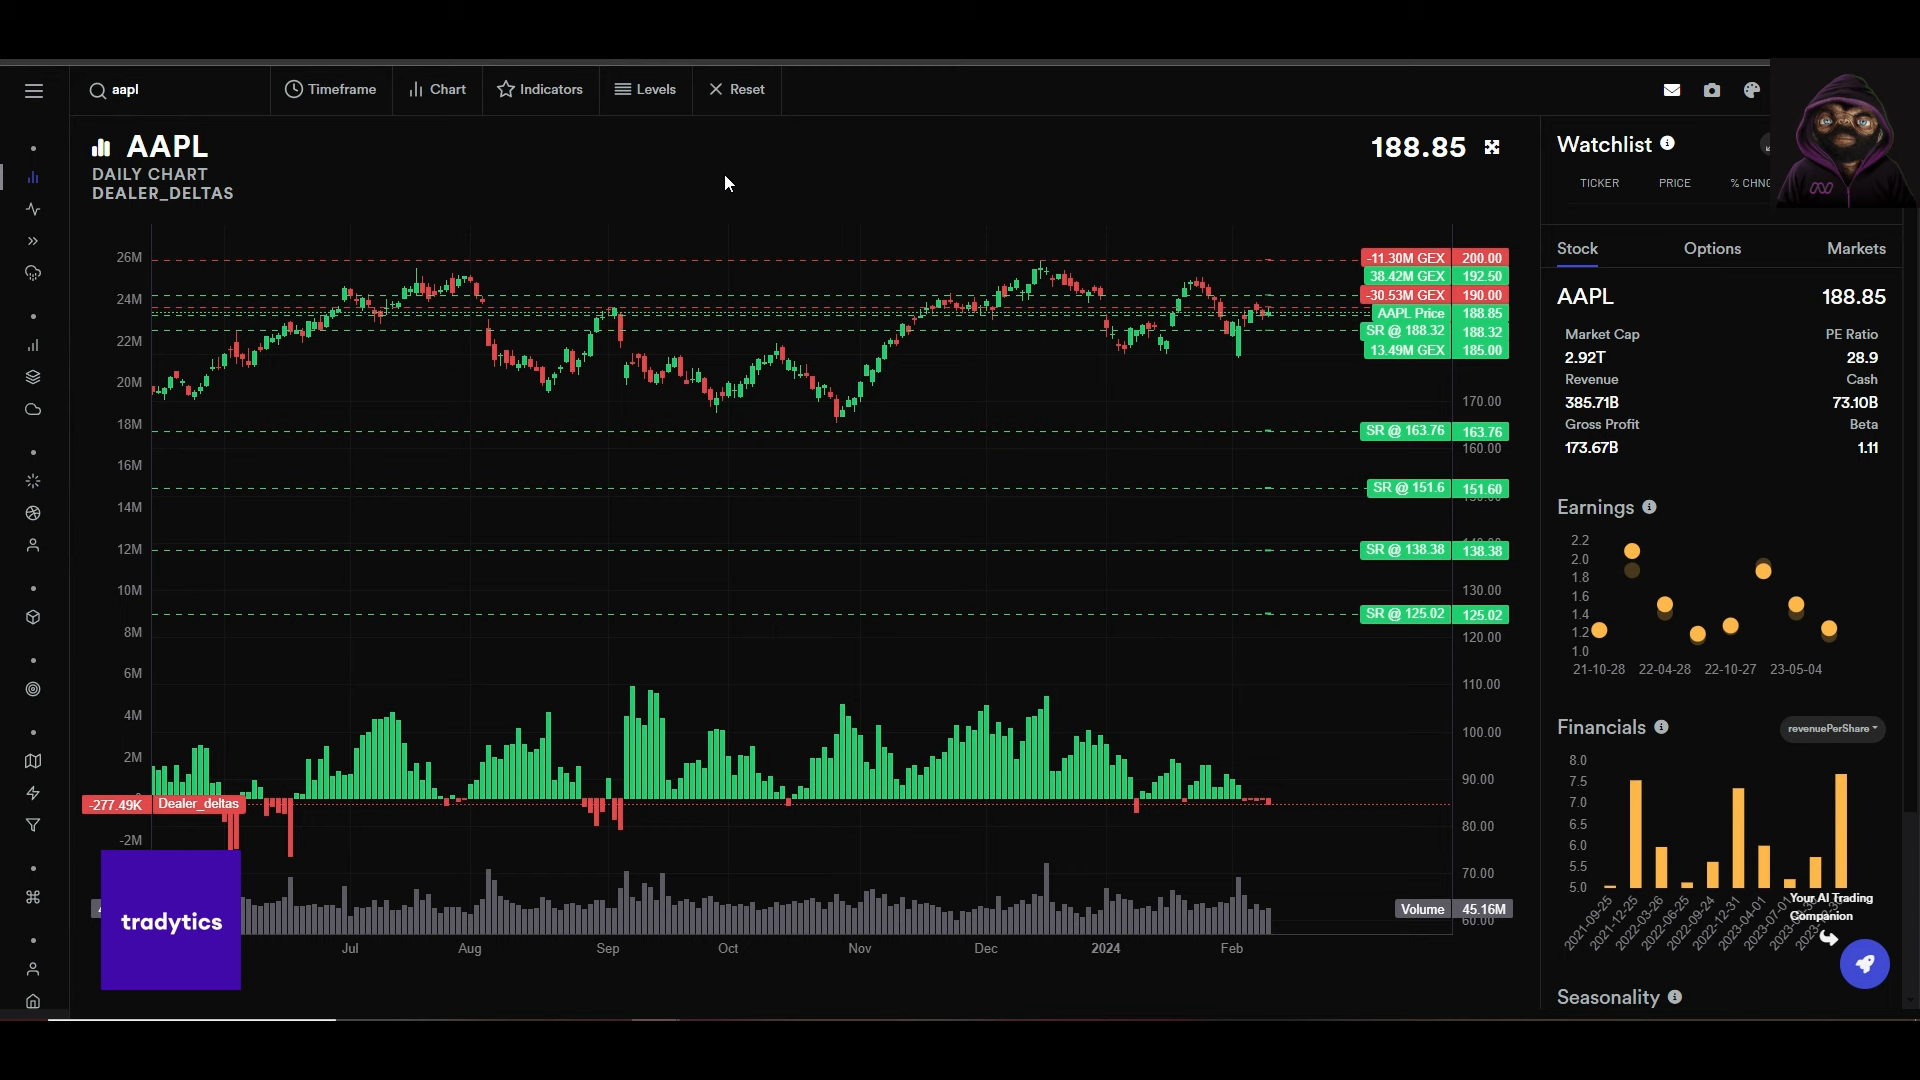 aapl
Timeframe
Chart
Indicators
Levels
Reset
AAPL
DAILY CHART
DEALER_DELTAS
188.85
26M
24M
22M
20M
18M
16M
14M
12M
10M
8M
6M
4M
2M
-2M
-277.49K Dealer_deltas
-11.30M GEX 200.00
38.42M GEX 192.50
-30.53M GEX 190.00
AAPL Price 188.85
SR @ 188.32 188.32
13.49M GEX 185.00
170.00
SR @ 163.76 163.76
160.00
SR @ 151.6 151.60
SR @ 138.38 138.38
130.00
SR @ 125.02 125.02
120.00
110.00
100.00
90.00
80.00
70.00
Volume 45.16M
60.00
Jul Aug Sep Oct Nov Dec 2024 Feb
tradytics
Watchlist
TICKER PRICE % CHNG
Stock Options Markets
AAPL 188.85
Market Cap PE Ratio
2.92T 28.9
Revenue Cash
385.71B 73.10B
Gross Profit Beta
173.67B 1.11
Earnings
2.2
2.0
1.8
1.6
1.4
1.2
1.0
21-10-28 22-04-28 22-10-27 23-05-04
Financials
revenuePerShare
8.0
7.5
7.0
6.5
6.0
5.5
5.0
2021-09-25 2021-12-25 2022-03-26 2022-06-25 2022-09-24 2022-12-31 2023-04-01 2023-07-01
Your AI Trading
Companion
Seasonality